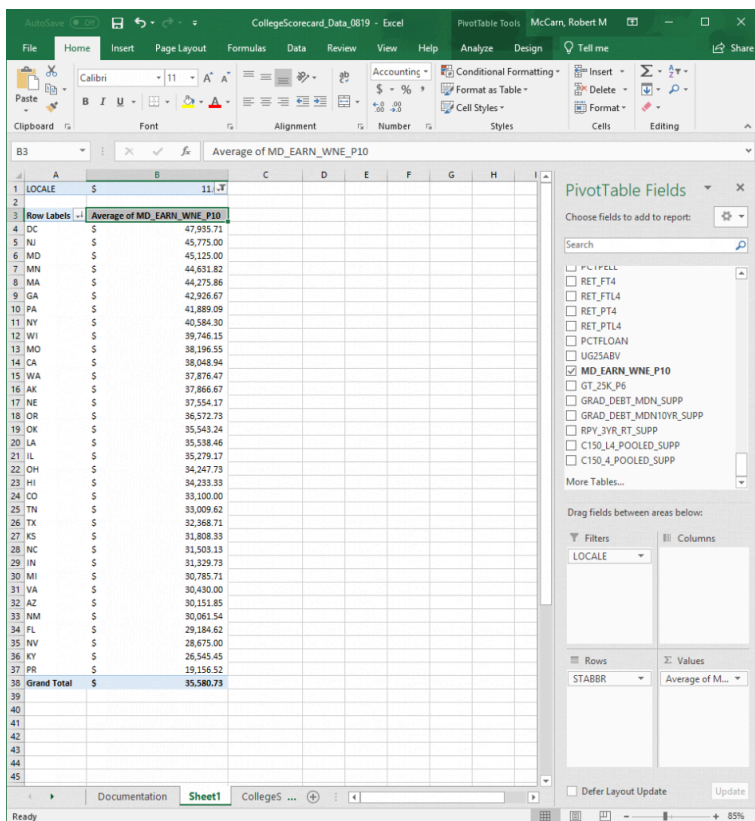 AutoSave Off CollegeScorecard_Data_0819 - Excel PivotTable Tools McCarn, Robert M
File Home Insert Page Layout Formulas Data Review View Help Analyze Design Tell me Share
Paste
Calibri 11 A A
B I U A
ab
Accounting
$ % ,
Conditional Formatting
Format as Table
Cell Styles
Insert
Delete
Format
Clipboard Font Alignment Number Styles Cells Editing
B3 fx Average of MD_EARN_WNE_P10
A B C D E F G H I
1 LOCALE $ 11.
2
3 Row Labels Average of MD_EARN_WNE_P10
4 DC $ 47,935.71
5 NJ $ 45,775.00
6 MD $ 45,125.00
7 MN $ 44,631.82
8 MA $ 44,275.86
9 GA $ 42,926.67
10 PA $ 41,889.09
11 NY $ 40,584.30
12 WI $ 39,746.15
13 MO $ 38,196.55
14 CA $ 38,048.94
15 WA $ 37,876.47
16 AK $ 37,866.67
17 NE $ 37,554.17
18 OR $ 36,572.73
19 OK $ 35,543.24
20 LA $ 35,538.46
21 IL $ 35,279.17
22 OH $ 34,247.73
23 HI $ 34,233.33
24 CO $ 33,100.00
25 TN $ 33,009.62
26 TX $ 32,368.71
27 KS $ 31,808.33
28 NC $ 31,503.13
29 IN $ 31,329.73
30 MI $ 30,785.71
31 VA $ 30,430.00
32 AZ $ 30,151.85
33 NM $ 30,061.54
34 FL $ 29,184.62
35 NV $ 28,675.00
36 KY $ 26,545.45
37 PR $ 19,156.52
38 Grand Total $ 35,580.73
39
40
41
42
43
44
45
PivotTable Fields
Choose fields to add to report:
Search
PCTPELL
RET_FT4
RET_FTL4
RET_PT4
RET_PTL4
PCTFLOAN
UG25ABV
MD_EARN_WNE_P10
GT_25K_P6
GRAD_DEBT_MDN_SUPP
GRAD_DEBT_MDN10YR_SUPP
RPY_3YR_RT_SUPP
C150_L4_POOLED_SUPP
C150_4_POOLED_SUPP
More Tables...
Drag fields between areas below:
Filters Columns
LOCALE
Rows Σ Values
STABBR Average of M...
Defer Layout Update Update
Documentation Sheet1 CollegeS ...
Ready 85%